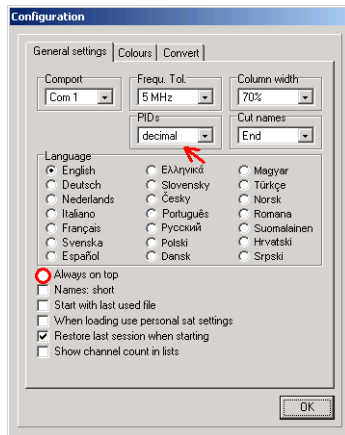 Configuration
General settings Colours Convert
Comport Frequ. Tol. Column width
Com 1 5 MHz 70%
PIDs Cut names
decimal End
Language
English Ελληνικά Magyar
Deutsch Slovensky Türkçe
Nederlands Česky Norsk
Italiano Português Romana
Français Русский Suomalainen
Svenska Polski Hrvatski
Español Dansk Srpski
Always on top
Names: short
Start with last used file
When loading use personal sat settings
Restore last session when starting
Show channel count in lists
OK